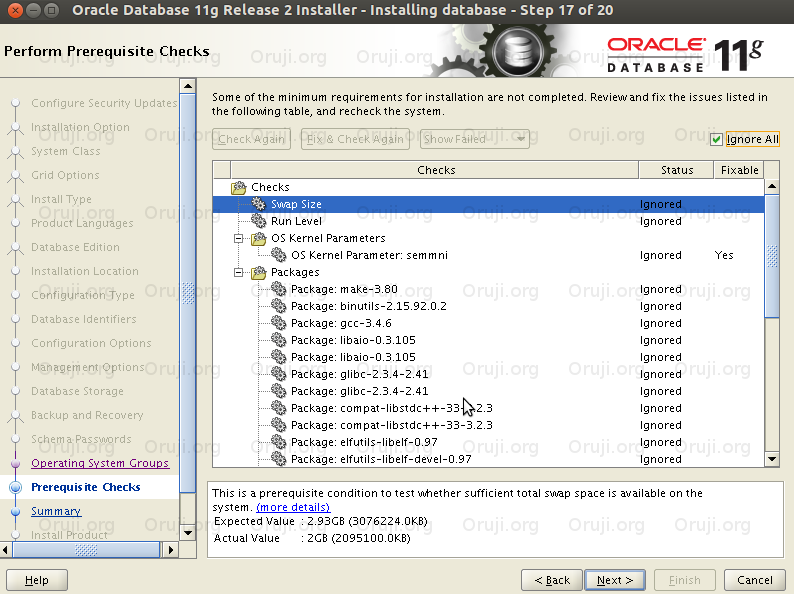 Oracle Database 11g Release 2 Installer - Installing database - Step 17 of 20
Perform Prerequisite Checks
ORACLE
DATABASE
11g
Configure Security Updates
Installation Option
System Class
Grid Options
Install Type
Product Languages
Database Edition
Installation Location
Configuration Type
Database Identifiers
Configuration Options
Management Options
Database Storage
Backup and Recovery
Schema Passwords
Operating System Groups
Prerequisite Checks
Summary
Install Product
Some of the minimum requirements for installation are not completed. Review and fix the issues listed in
the following table, and recheck the system.
Check Again Fix & Check Again Show Failed Ignore All
Checks Status Fixable
Checks
Swap Size Ignored
Run Level Ignored
OS Kernel Parameters
OS Kernel Parameter: semmni Ignored Yes
Packages
Package: make-3.80 Ignored
Package: binutils-2.15.92.0.2 Ignored
Package: gcc-3.4.6 Ignored
Package: libaio-0.3.105 Ignored
Package: libaio-0.3.105 Ignored
Package: glibc-2.3.4-2.41 Ignored
Package: glibc-2.3.4-2.41 Ignored
Package: compat-libstdc++-33-3.2.3 Ignored
Package: compat-libstdc++-33-3.2.3 Ignored
Package: elfutils-libelf-0.97 Ignored
Package: elfutils-libelf-devel-0.97 Ignored
This is a prerequisite condition to test whether sufficient total swap space is available on the
system. (more details)
Expected Value : 2.93GB (3076224.0KB)
Actual Value : 2GB (2095100.0KB)
Help < Back Next > Finish Cancel
Oruji.org